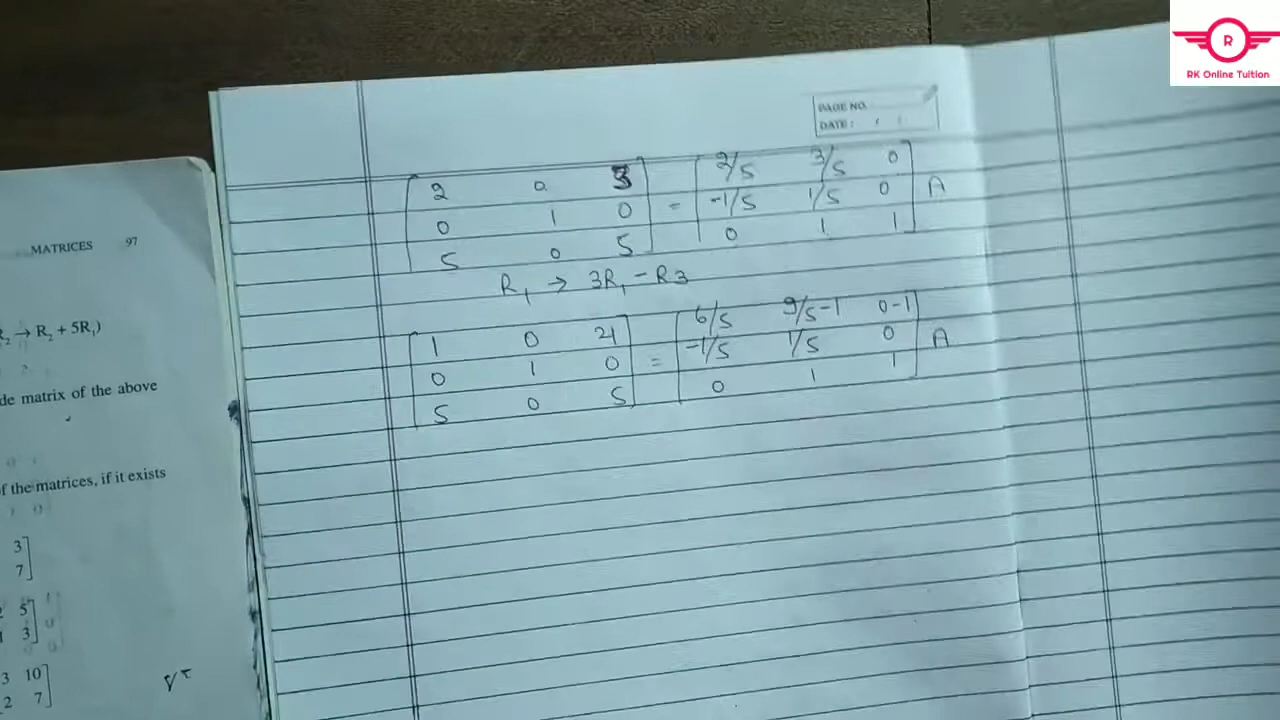 R
RK Online Tuition
PAGE NO.
DATE : / /
2 0 3 = 2/5 3/5 0
0 1 0 -1/5 1/5 0 A
5 0 5 0 1 1
R1 → 3R1 - R3
1 0 4 = 6/5 9/5-1 0-1
0 1 0 -1/5 1/5 0 A
5 0 5 0 1 1
MATRICES 97
→ R2 + 5R1)
de matrix of the above
of the matrices, if it exists
3
7
2 5
1 3
3 10
2 7